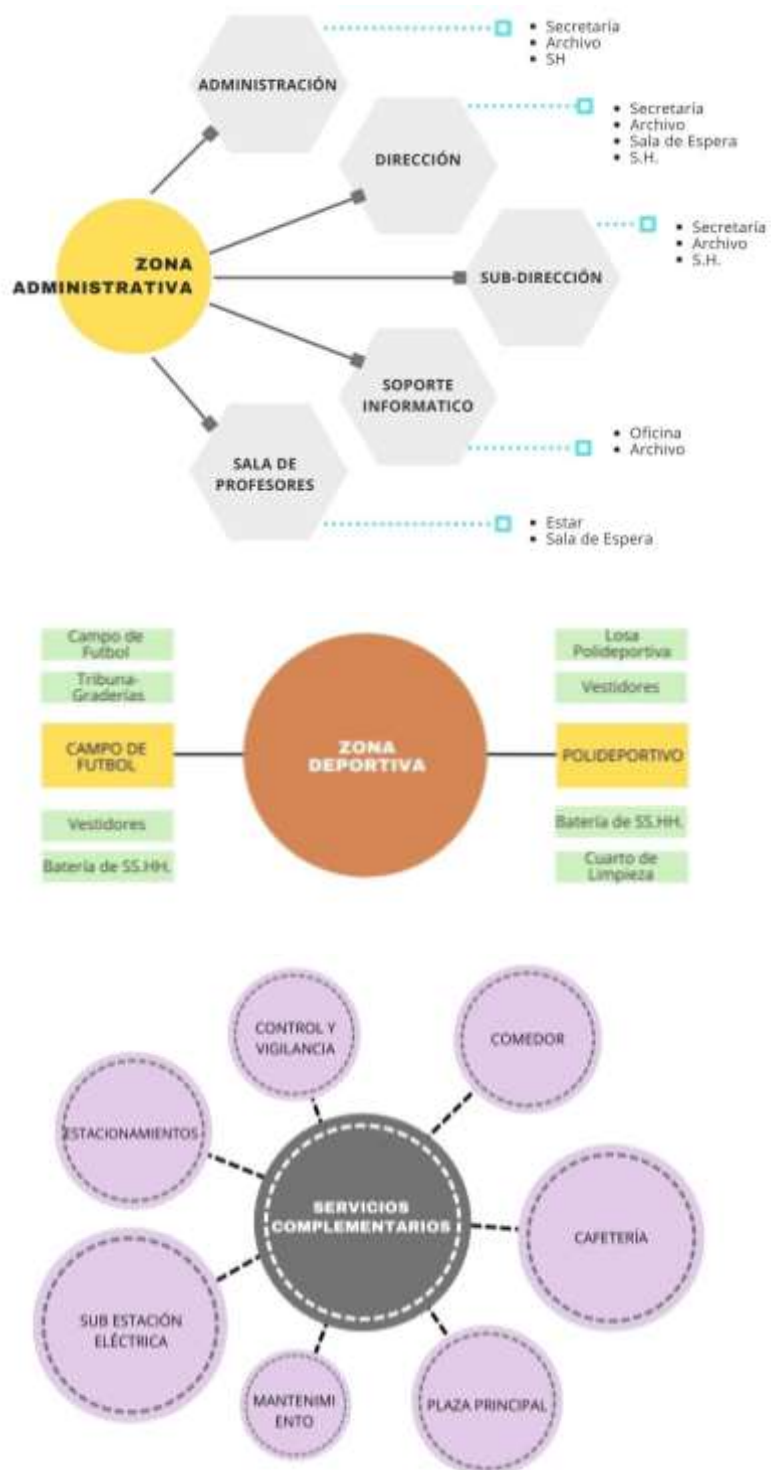 ADMINISTRACIÓN
• Secretaría
• Archivo
• SH
DIRECCIÓN
• Secretaría
• Archivo
• Sala de Espera
• S.H.
ZONA
ADMINISTRATIVA
SUB-DIRECCIÓN
• Secretaría
• Archivo
• S.H.
SOPORTE
INFORMATICO
• Oficina
• Archivo
SALA DE
PROFESORES
• Estar
• Sala de Espera
Campo de
Futbol
Tribuna-
Graderías
CAMPO DE
FUTBOL
Vestidores
Batería de SS.HH.
ZONA
DEPORTIVA
Losa
Polideportiva
Vestidores
POLIDEPORTIVO
Batería de SS.HH.
Cuarto de
Limpieza
CONTROL Y
VIGILANCIA
COMEDOR
ESTACIONAMIENTOS
SERVICIOS
COMPLEMENTARIOS
CAFETERÍA
SUB ESTACIÓN
ELÉCTRICA
MANTENIMI
ENTO
PLAZA PRINCIPAL